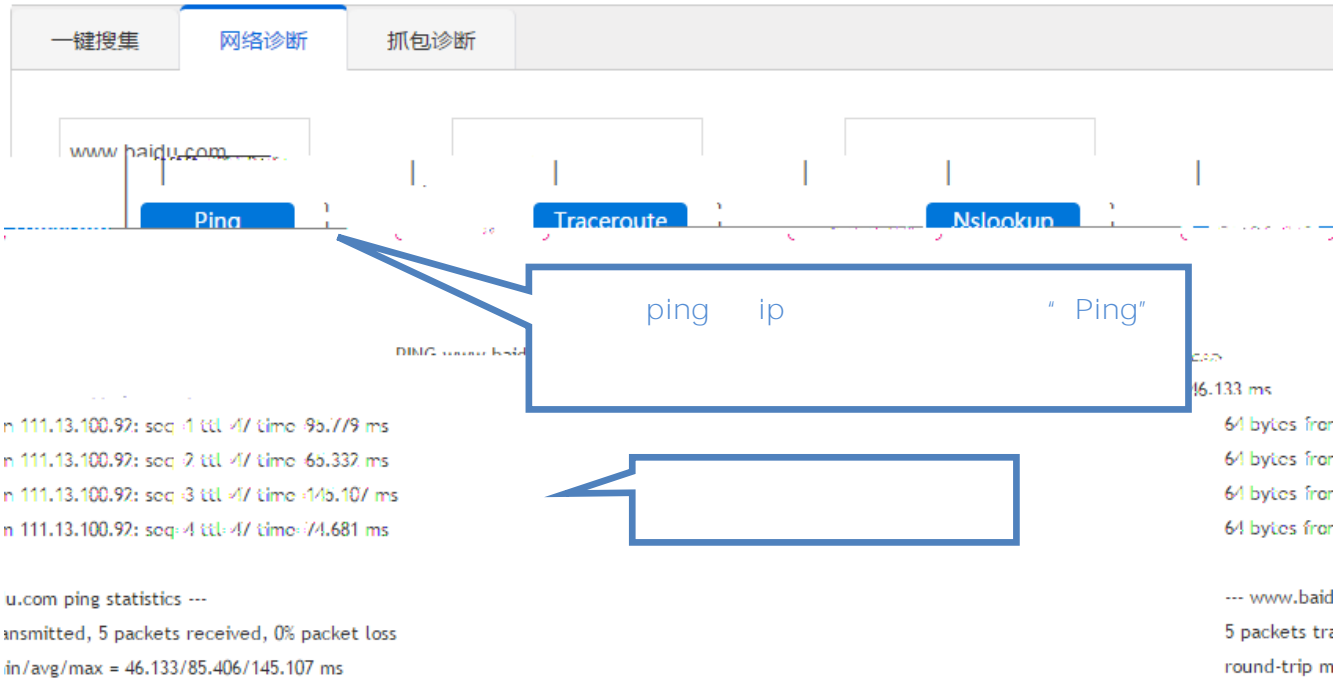 一键搜集 网络诊断 抓包诊断
www.baidu.com
Ping Traceroute Nslookup
ping ip “ Ping”
PING www.baid
46.133 ms
111.13.100.92: seq=1 ttl=47 time=95.779 ms
64 bytes from
111.13.100.92: seq=2 ttl=47 time=65.332 ms
64 bytes from
111.13.100.92: seq=3 ttl=47 time=145.107 ms
64 bytes from
111.13.100.92: seq=4 ttl=47 time=74.681 ms
64 bytes from
u.com ping statistics ---
--- www.baid
ansmitted, 5 packets received, 0% packet loss
5 packets tra
in/avg/max = 46.133/85.406/145.107 ms
round-trip m